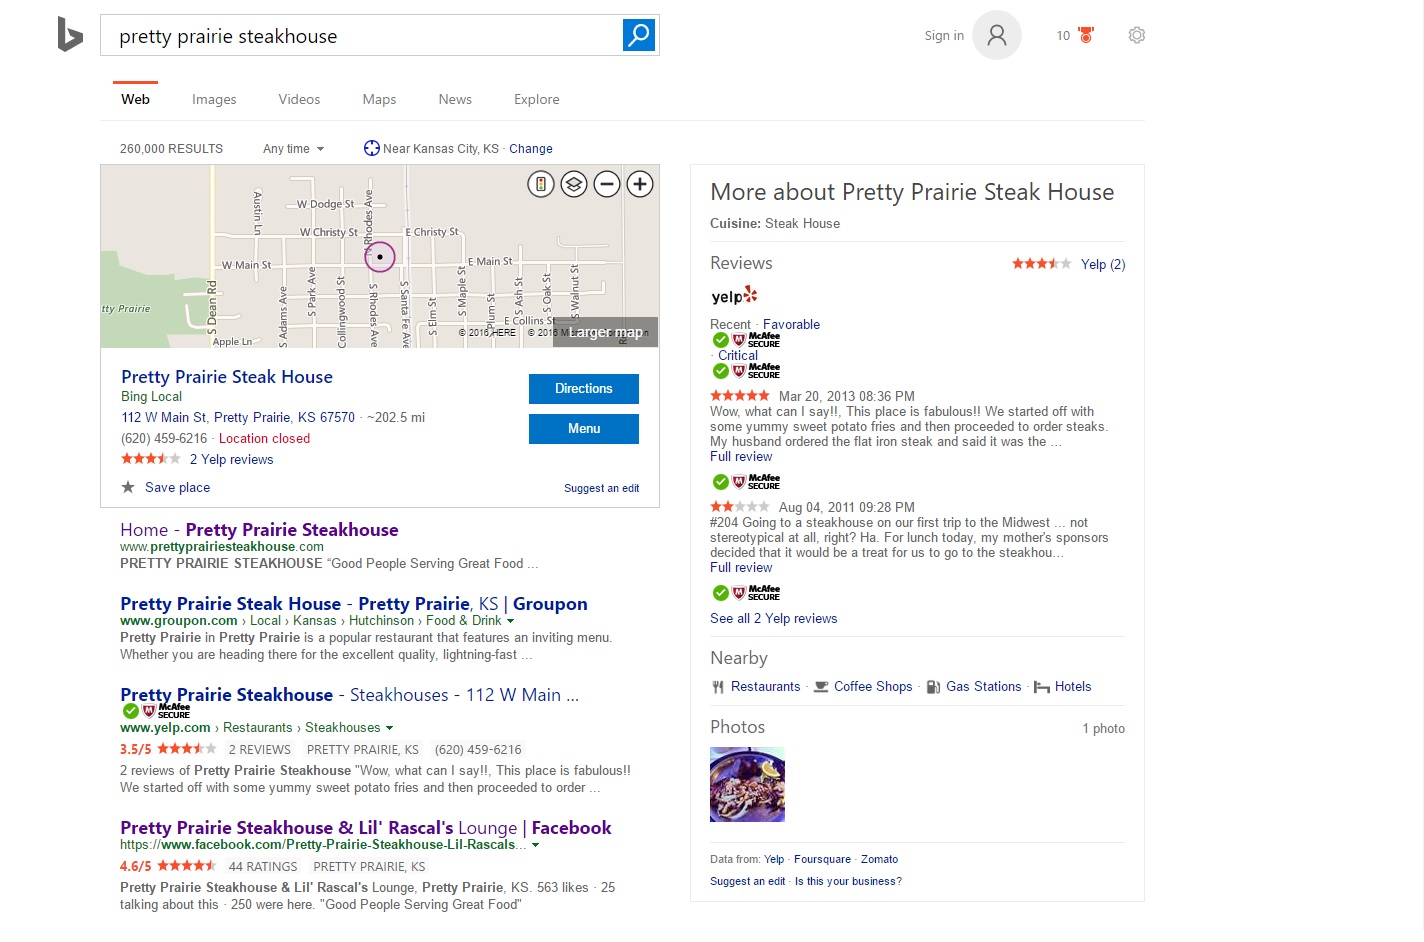 pretty prairie steakhouse
Sign in
10
Web Images Videos Maps News Explore
260,000 RESULTS Any time Near Kansas City, KS · Change
Austin Ln
W Dodge St
N Rhodes Ave
W Christy St
E Christy St
W Main St
E Main St
tty Prairie
S Dean Rd
S Adams Ave
S Park Ave
Collingwood St
S Rhodes Ave
S Santa Fe Ave
S Elm St
S Maple St
Plum St
S Ash St
S Oak St
S Walnut St
E Collins St
Apple Ln
© 2016 HERE © 2016 M
Larger map
Pretty Prairie Steak House
Bing Local
112 W Main St, Pretty Prairie, KS 67570 · ~202.5 mi
(620) 459-6216 · Location closed
2 Yelp reviews
Save place
Directions
Menu
Suggest an edit
Home - Pretty Prairie Steakhouse
www.prettyprairiesteakhouse.com
PRETTY PRAIRIE STEAKHOUSE “Good People Serving Great Food ...
Pretty Prairie Steak House - Pretty Prairie, KS | Groupon
www.groupon.com › Local › Kansas › Hutchinson › Food & Drink
Pretty Prairie in Pretty Prairie is a popular restaurant that features an inviting menu.
Whether you are heading there for the excellent quality, lightning-fast ...
Pretty Prairie Steakhouse - Steakhouses - 112 W Main ...
McAfee
SECURE
www.yelp.com › Restaurants › Steakhouses
3.5/5 2 REVIEWS PRETTY PRAIRIE, KS (620) 459-6216
2 reviews of Pretty Prairie Steakhouse "Wow, what can I say!!, This place is fabulous!!
We started off with some yummy sweet potato fries and then proceeded to order ...
Pretty Prairie Steakhouse & Lil' Rascal's Lounge | Facebook
https://www.facebook.com/Pretty-Prairie-Steakhouse-Lil-Rascals...
4.6/5 44 RATINGS PRETTY PRAIRIE, KS
Pretty Prairie Steakhouse & Lil' Rascal's Lounge, Pretty Prairie, KS. 563 likes · 25
talking about this · 250 were here. "Good People Serving Great Food"
More about Pretty Prairie Steak House
Cuisine: Steak House
Reviews Yelp (2)
yelp
Recent · Favorable
McAfee
SECURE
· Critical
McAfee
SECURE
Mar 20, 2013 08:36 PM
Wow, what can I say!!, This place is fabulous!! We started off with
some yummy sweet potato fries and then proceeded to order steaks.
My husband ordered the flat iron steak and said it was the ...
Full review
McAfee
SECURE
Aug 04, 2011 09:28 PM
#204 Going to a steakhouse on our first trip to the Midwest ... not
stereotypical at all, right? Ha. For lunch today, my mother's sponsors
decided that it would be a treat for us to go to the steakhou...
Full review
McAfee
SECURE
See all 2 Yelp reviews
Nearby
Restaurants · Coffee Shops · Gas Stations · Hotels
Photos 1 photo
Data from: Yelp · Foursquare · Zomato
Suggest an edit · Is this your business?